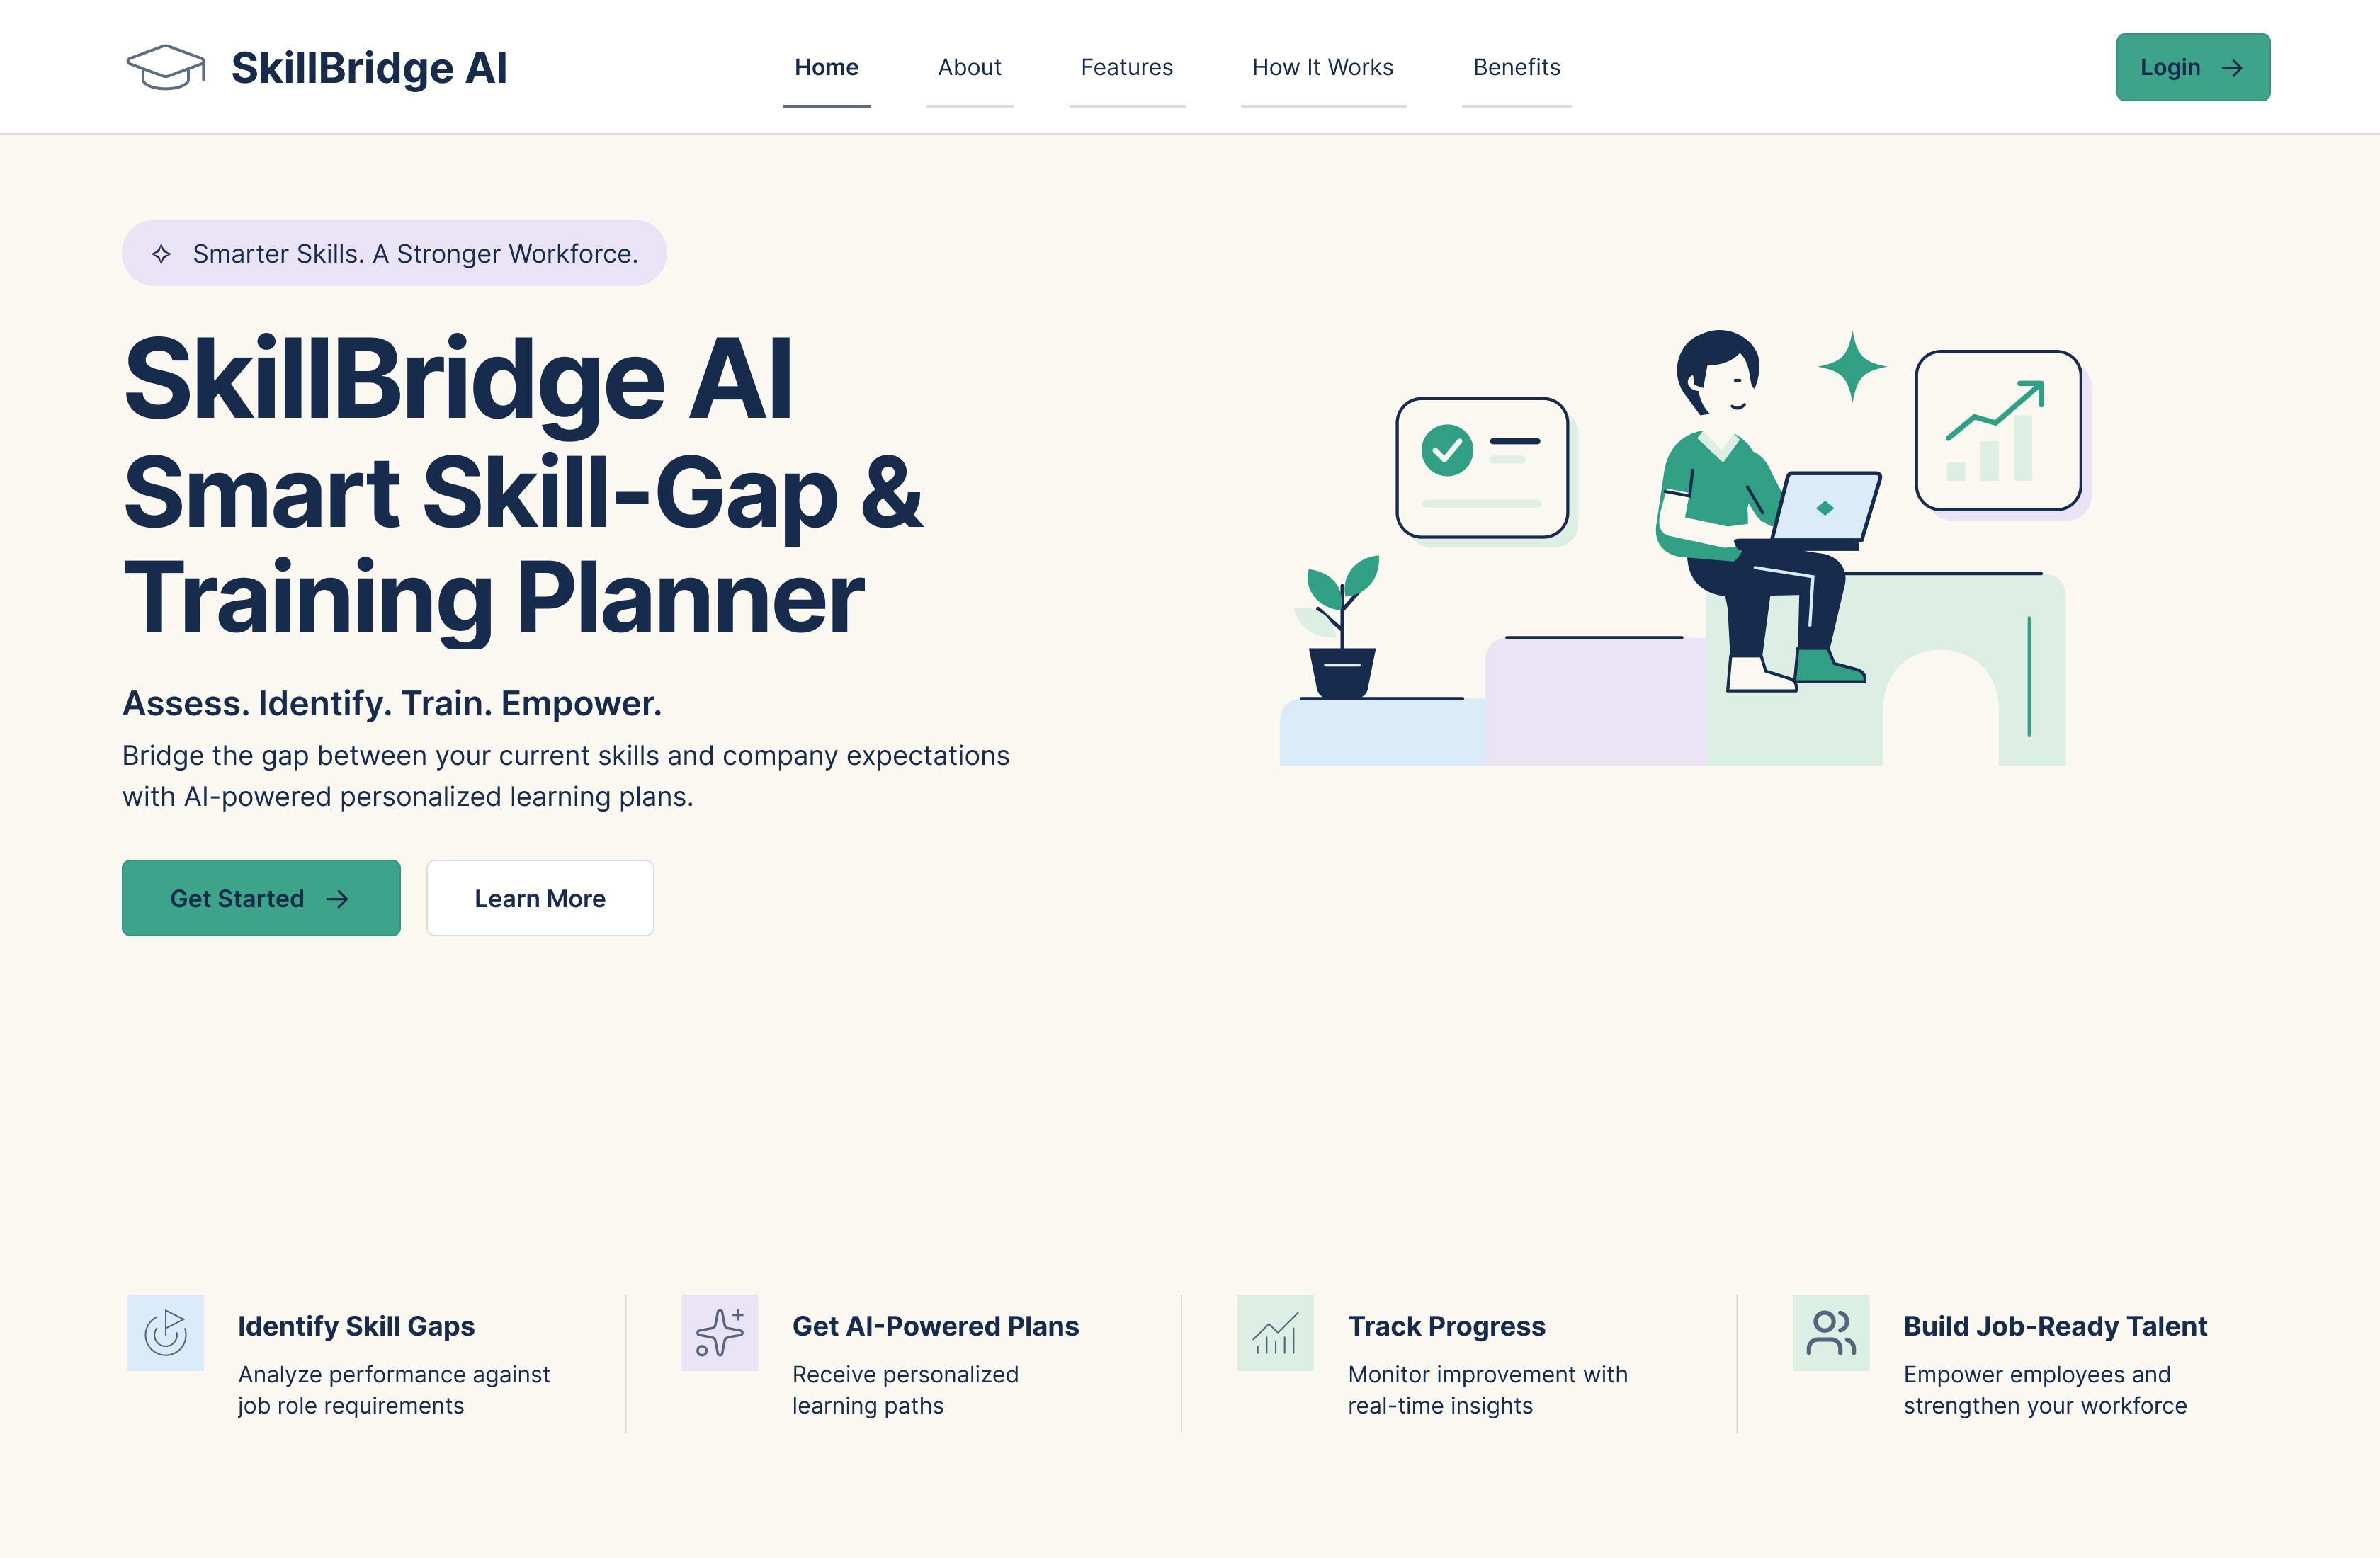 SkillBridge AI
Home
About
Features
How It Works
Benefits
Login
Smarter Skills. A Stronger Workforce.
SkillBridge AI
Smart Skill-Gap &
Training Planner
Assess. Identify. Train. Empower.
Bridge the gap between your current skills and company expectations
with AI-powered personalized learning plans.
Get Started
Learn More
Identify Skill Gaps
Analyze performance against
job role requirements
Get AI-Powered Plans
Receive personalized
learning paths
Track Progress
Monitor improvement with
real-time insights
Build Job-Ready Talent
Empower employees and
strengthen your workforce